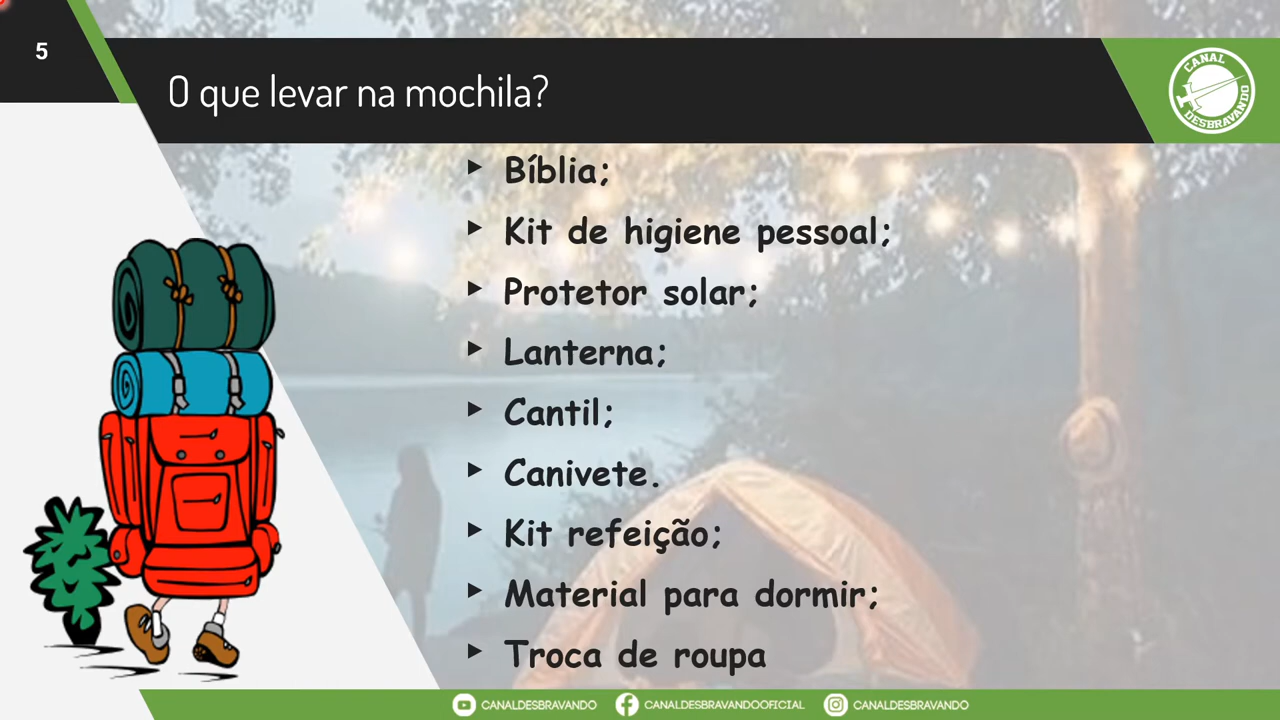 5
O que levar na mochila?
CANAL
DESBRAVANDO
Bíblia;
Kit de higiene pessoal;
Protetor solar;
Lanterna;
Cantil;
Canivete.
Kit refeição;
Material para dormir;
Troca de roupa
CANALDESBRAVANDO
CANALDESBRAVANDOOFICIAL
CANALDESBRAVANDO